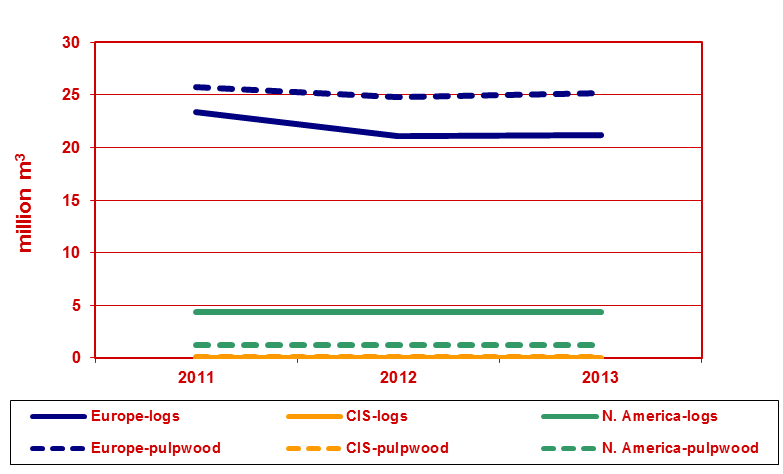 30
25
20
15
10
5
0
million m³
2011 2012 2013
Europe-logs CIS-logs N. America-logs
Europe-pulpwood CIS-pulpwood N. America-pulpwood